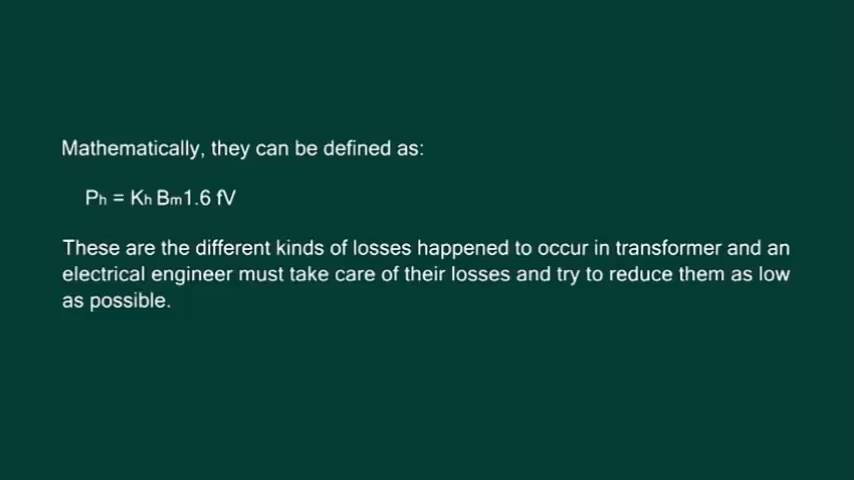 Mathematically, they can be defined as:
Ph = Kh Bm1.6 fV
These are the different kinds of losses happened to occur in transformer and an
electrical engineer must take care of their losses and try to reduce them as low
as possible.